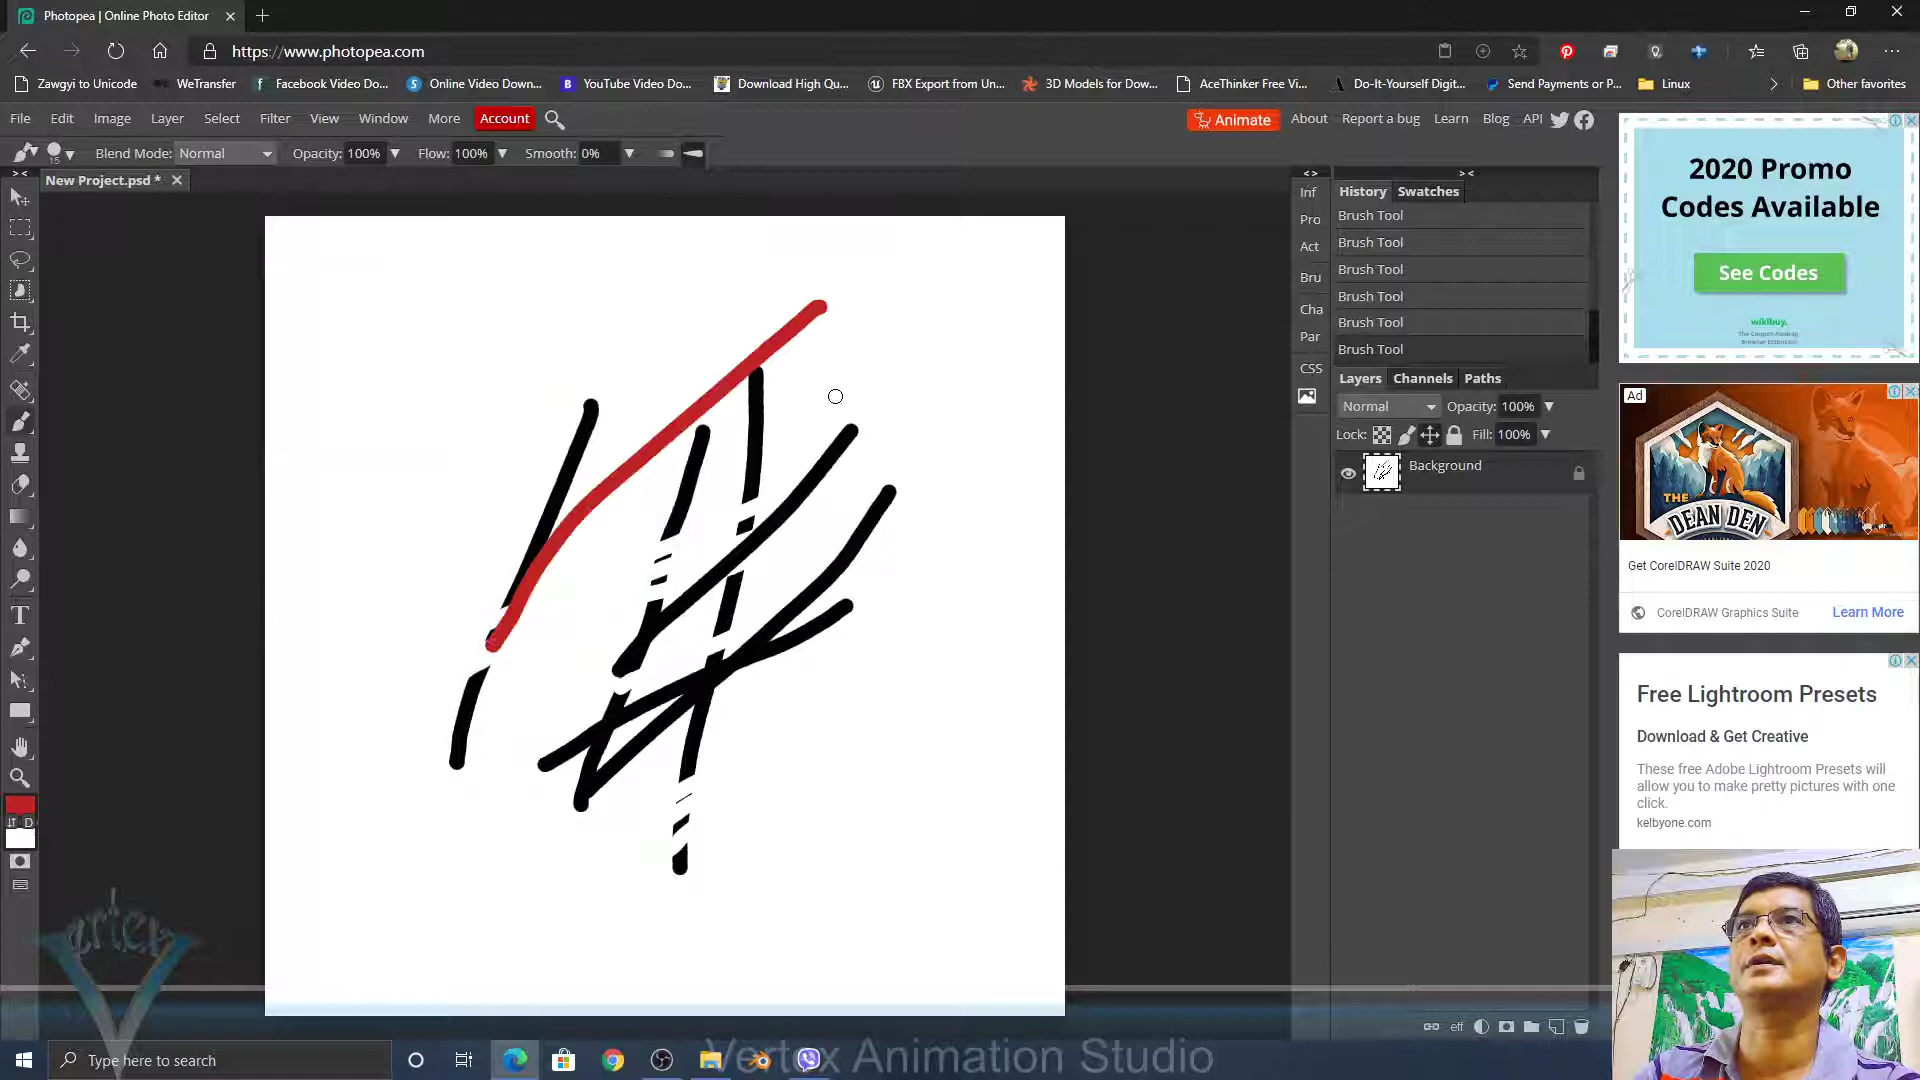 Photopea | Online Photo Editor
https://www.photopea.com
Zawgyi to Unicode
WeTransfer
Facebook Video Do...
Online Video Down...
YouTube Video Do...
Download High Qu...
FBX Export from Un...
3D Models for Dow...
AceThinker Free Vi...
Do-It-Yourself Digit...
Send Payments or P...
Linux
Other favorites
File Edit Image Layer Select Filter View Window More Account
Animate About Report a bug Learn Blog API
15 Blend Mode: Normal Opacity: 100% Flow: 100% Smooth: 0%
New Project.psd *
Inf
Pro
Act
Bru
Cha
Par
CSS
History Swatches
Brush Tool
Brush Tool
Brush Tool
Brush Tool
Brush Tool
Brush Tool
Layers Channels Paths
Normal Opacity: 100%
Lock: Fill: 100%
Background
eff
T
D
2020 Promo
Codes Available
See Codes
wikibuy.
Ad
THE
DEAN DEN
Get CorelDRAW Suite 2020
CorelDRAW Graphics Suite Learn More
Free Lightroom Presets
Download & Get Creative
These free Adobe Lightroom Presets will
allow you to make pretty pictures with one
click.
kelbyone.com
Type here to search
Vertex Animation Studio